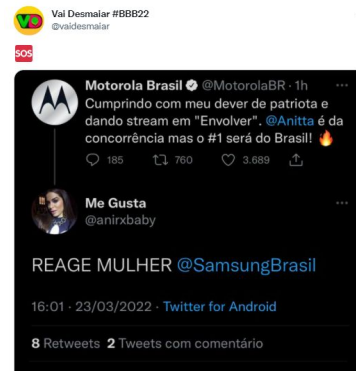 Vai Desmaiar #BBB22
@vaidesmaiar
SOS
Motorola Brasil @MotorolaBR · 1h
Cumprindo com meu dever de patriota e
dando stream em "Envolver". @Anitta é da
concorrência mas o #1 será do Brasil! 🔥
185 760 3.689
Me Gusta
@anirxbaby
REAGE MULHER @SamsungBrasil
16:01 · 23/03/2022 · Twitter for Android
8 Retweets 2 Tweets com comentário